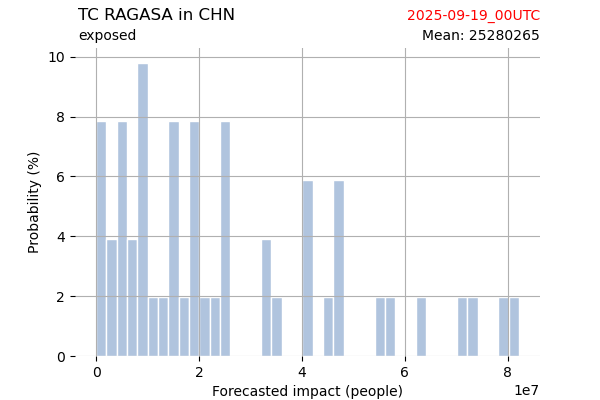 TC RAGASA in CHN
2025-09-19_00UTC
exposed
Mean: 25280265
10
8
6
4
2
0
Probability (%)
0 2 4 6 8
1e7
Forecasted impact (people)